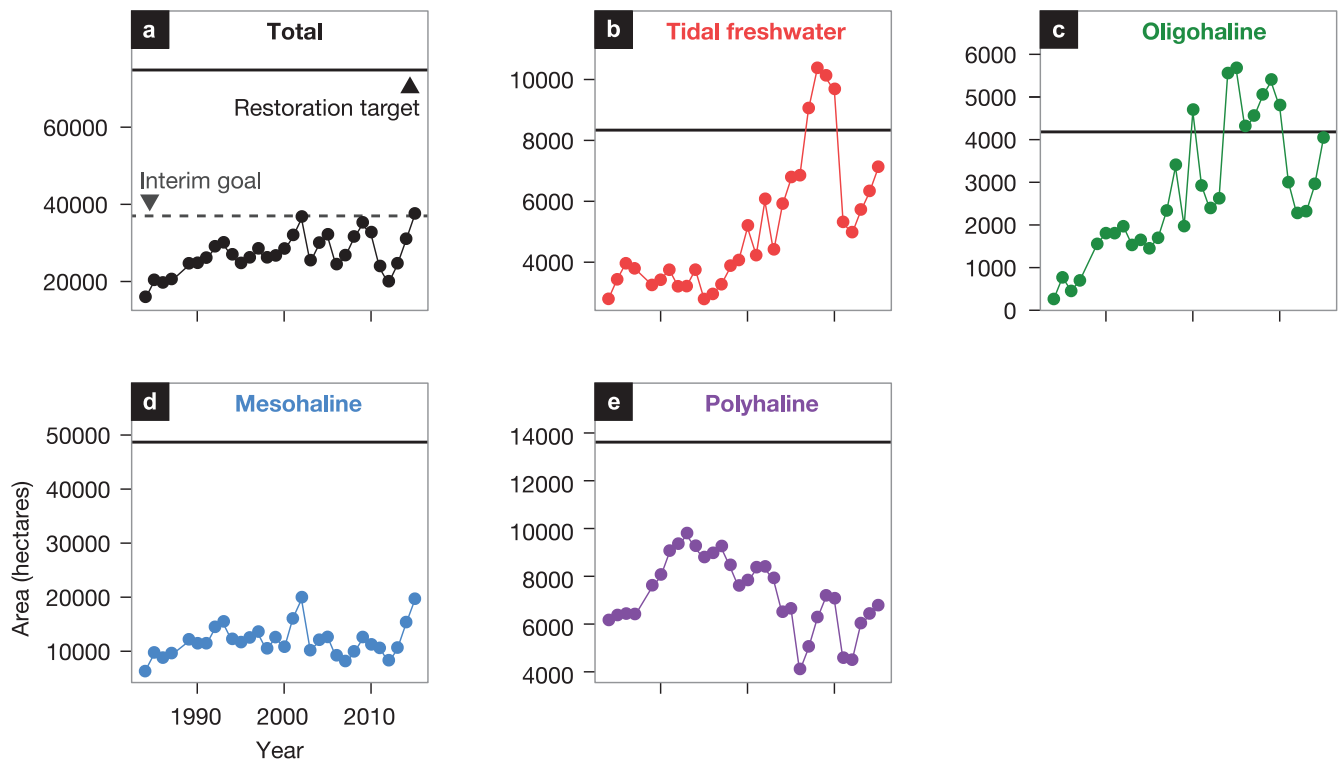 a
Total
Restoration target
Interim goal
60000
40000
20000
b
Tidal freshwater
10000
8000
6000
4000
c
Oligohaline
6000
5000
4000
3000
2000
1000
0
d
Mesohaline
50000
40000
30000
20000
10000
Area (hectares)
1990
2000
2010
Year
e
Polyhaline
14000
12000
10000
8000
6000
4000